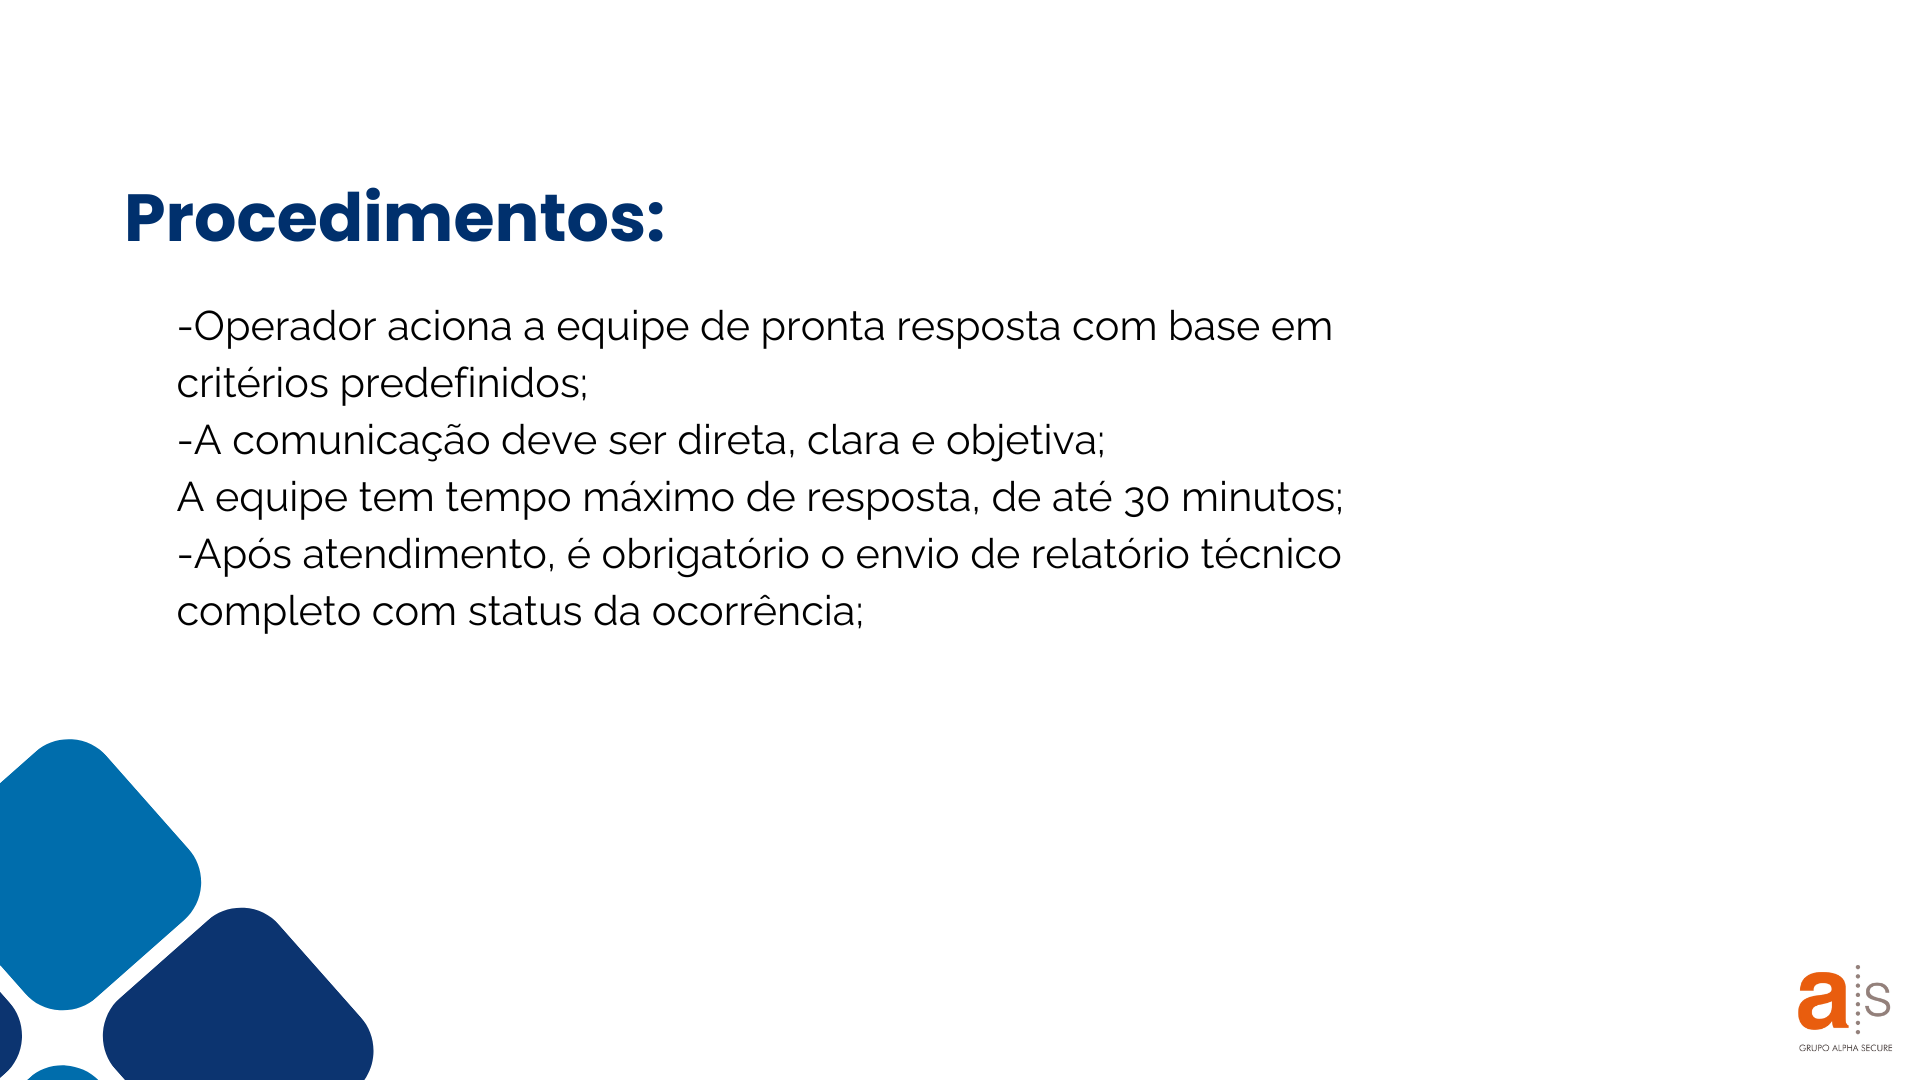 Procedimentos:
-Operador aciona a equipe de pronta resposta com base em
critérios predefinidos;
-A comunicação deve ser direta, clara e objetiva;
A equipe tem tempo máximo de resposta, de até 30 minutos;
-Após atendimento, é obrigatório o envio de relatório técnico
completo com status da ocorrência;
a s
GRUPO ALPHA SECURE